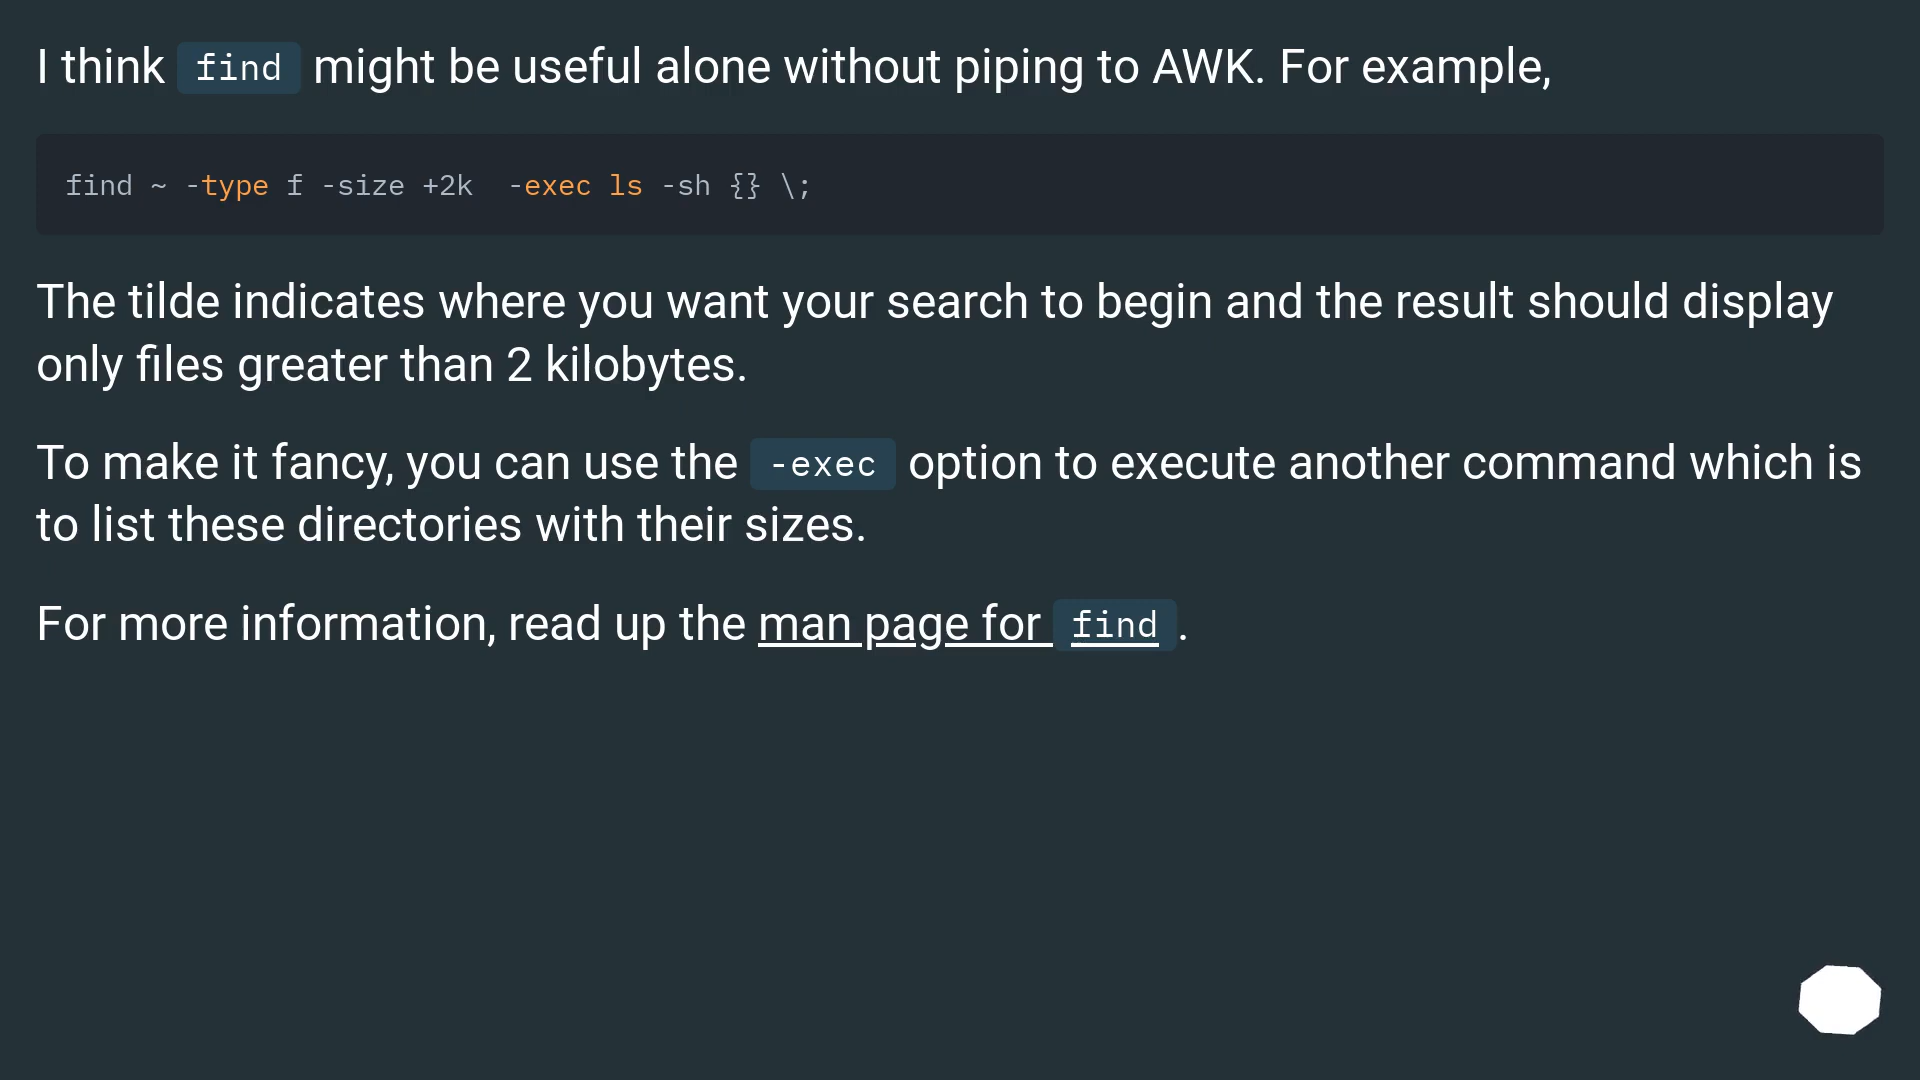 I think find might be useful alone without piping to AWK. For example,
find ~ -type f -size +2k  -exec ls -sh {} \;
The tilde indicates where you want your search to begin and the result should display
only files greater than 2 kilobytes.
To make it fancy, you can use the -exec option to execute another command which is
to list these directories with their sizes.
For more information, read up the man page for find.